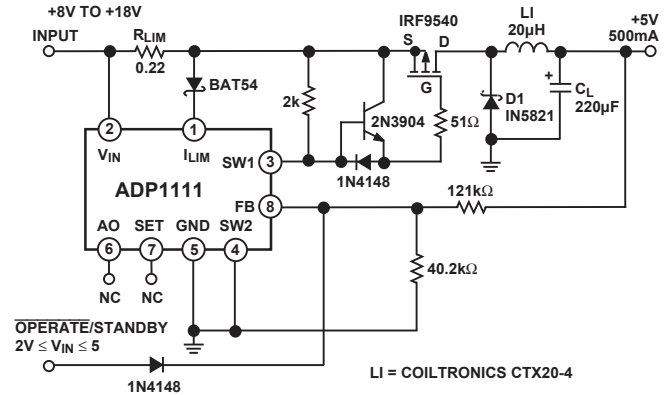 +8V TO +18V
INPUT
RLIM
0.22
BAT54
IRF9540
S D
G
LI
20µH
+5V
500mA
2k
2N3904
51Ω
D1
IN5821
+
CL
220µF
2
VIN
1
ILIM
SW1 3
1N4148
ADP1111
FB 8
121kΩ
AO SET GND SW2
6 7 5 4
NC NC
40.2kΩ
OPERATE/STANDBY
2V ≤ VIN ≤ 5
1N4148
LI = COILTRONICS CTX20-4